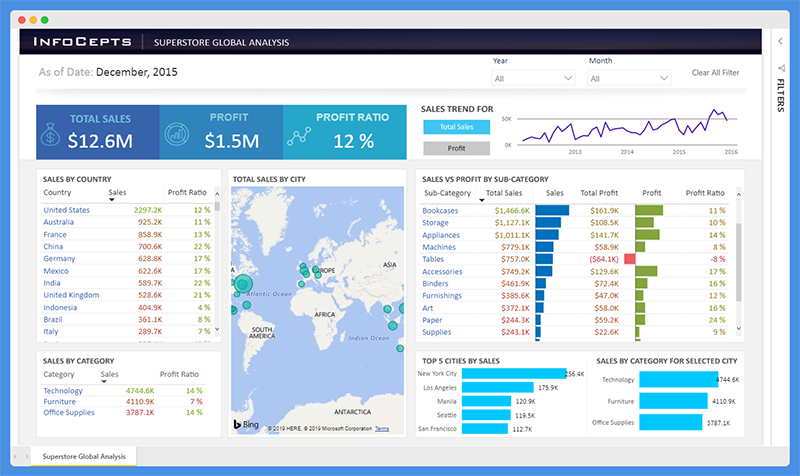 INFOCEPTS SUPERSTORE GLOBAL ANALYSIS
As of Date: December, 2015
Year Month
All All Clear All Filter
FILTERS
TOTAL SALES
$12.6M
PROFIT
$1.5M
PROFIT RATIO
12 %
SALES TREND FOR
Total Sales
Profit
50K
0K
2013 2014 2015 2016
SALES BY COUNTRY
Country Sales Profit Ratio
United States 2297.2K 12 %
Australia 925.2K 11 %
France 858.9K 13 %
China 700.6K 22 %
Germany 628.8K 17 %
Mexico 622.6K 17 %
India 589.7K 22 %
United Kingdom 528.6K 21 %
Indonesia 404.9K 4 %
Brazil 361.1K 8 %
Italy 289.7K 7 %
SALES BY CATEGORY
Category Sales Profit Ratio
Technology 4744.6K 14 %
Furniture 4110.9K 7 %
Office Supplies 3787.1K 14 %
TOTAL SALES BY CITY
EUROPE
ASIA
Atlantic Ocean
AFRICA
SOUTH
AMERICA
Indian Ocean
ANTARCTICA
Bing
© 2019 HERE, © 2019 Microsoft Corporation Terms
SALES VS PROFIT BY SUB-CATEGORY
Sub-Category Total Sales Sales Total Profit Profit Profit Ratio
Bookcases $1,466.6K $161.9K 11 %
Storage $1,127.1K $108.5K 10 %
Appliances $1,011.1K $141.7K 14 %
Machines $779.1K $58.9K 8 %
Tables $757.0K ($64.1K) -8 %
Accessories $749.2K $129.6K 17 %
Binders $461.9K $72.4K 16 %
Furnishings $385.6K $47.0K 12 %
Art $372.1K $58.0K 16 %
Paper $244.3K $59.2K 24 %
Supplies $243.1K $22.6K 9 %
TOP 5 CITIES BY SALES
New York City 256.4K
Los Angeles 175.9K
Manila 120.9K
Seattle 119.5K
San Francisco 112.7K
SALES BY CATEGORY FOR SELECTED CITY
Technology 4744.6K
Furniture 4110.9K
Office Supplies 3787.1K
Superstore Global Analysis